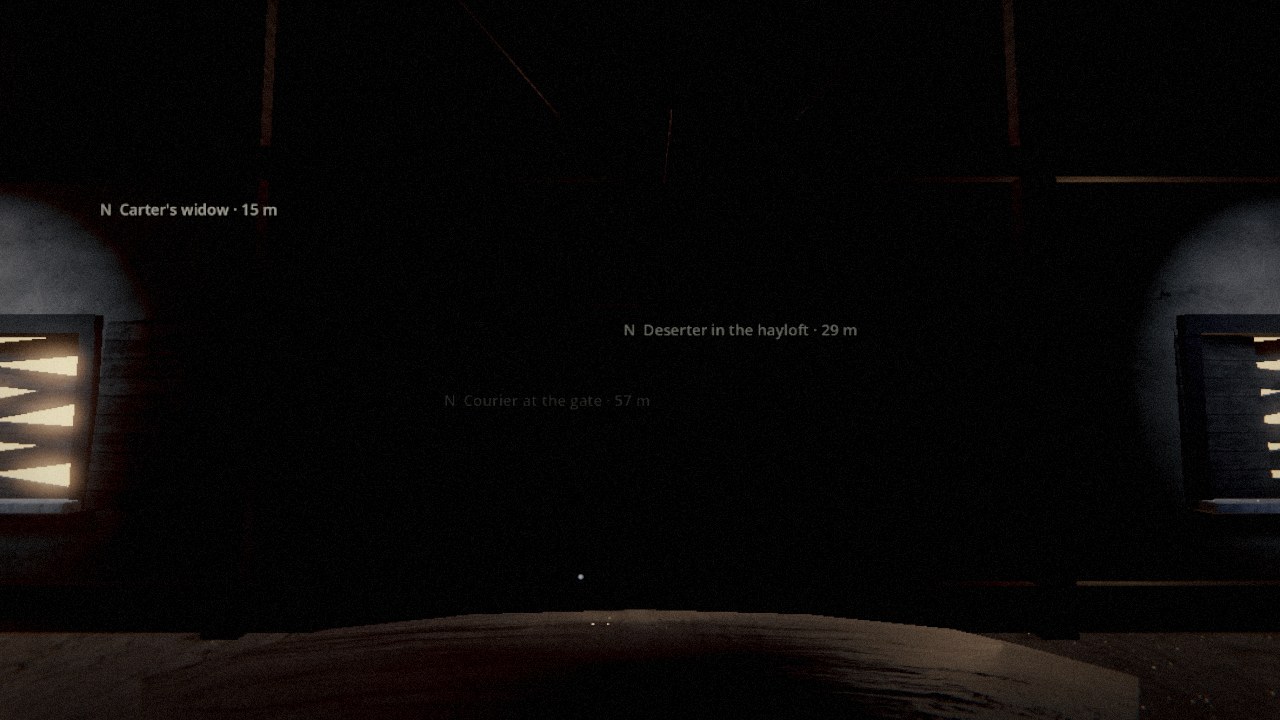 N Carter's widow · 15 m
N Deserter in the hayloft · 29 m
N Courier at the gate · 57 m